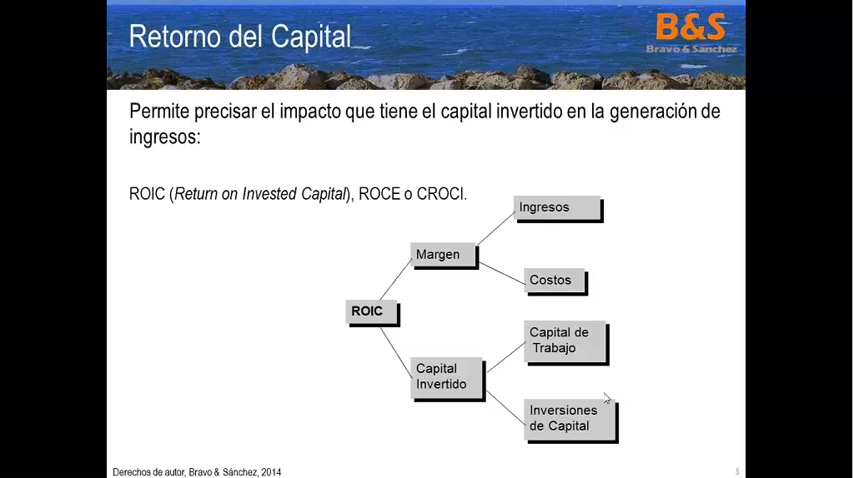 Retorno del Capital
B&S
Bravo & Sánchez
Permite precisar el impacto que tiene el capital invertido en la generación de
ingresos:
ROIC (Return on Invested Capital), ROCE o CROCI.
Ingresos
Margen
Costos
ROIC
Capital de
Trabajo
Capital
Invertido
Inversiones
de Capital
Derechos de autor, Bravo & Sánchez, 2014
5